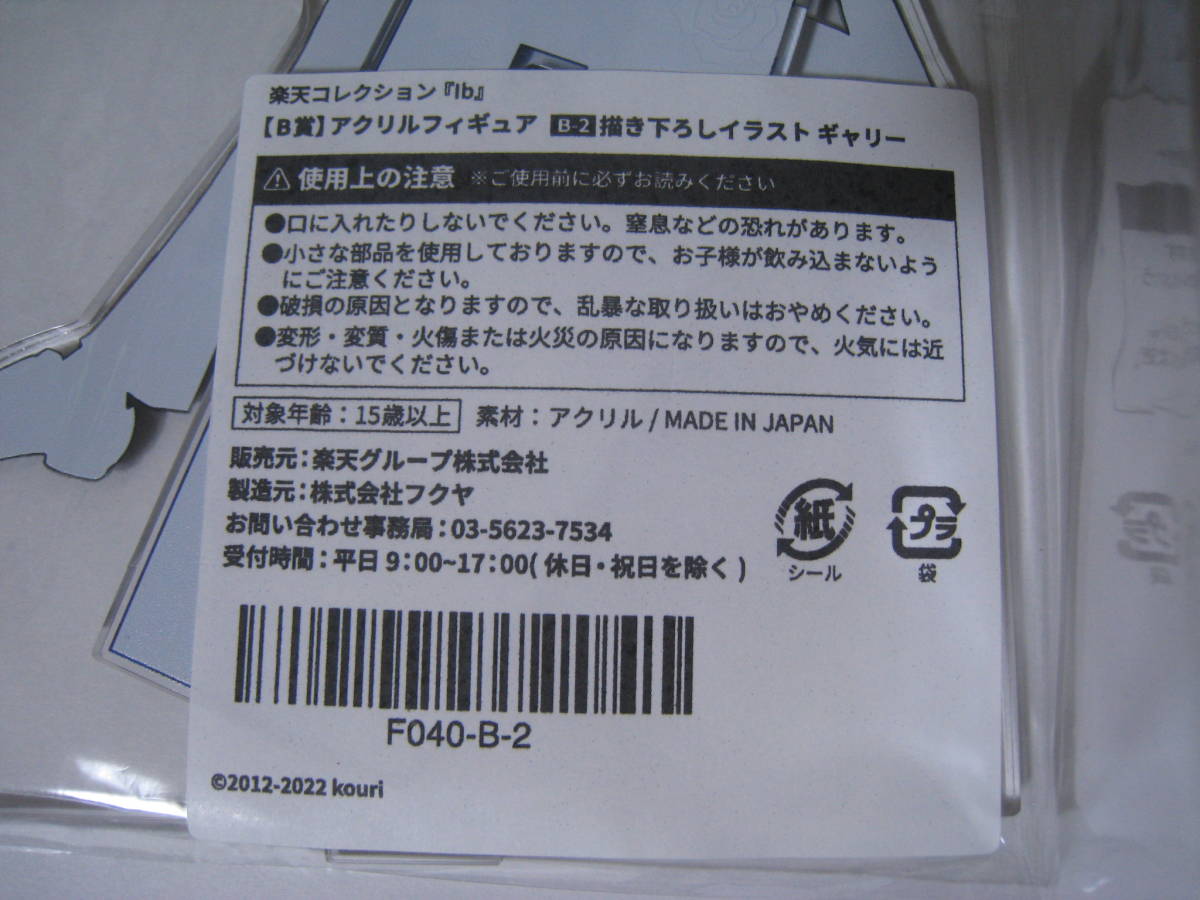 楽天コレクション『Ib』
【B賞】アクリルフィギュア B-2 描き下ろしイラスト ギャリー
⚠ 使用上の注意 ※ご使用前に必ずお読みください
●口に入れたりしないでください。窒息などの恐れがあります。
●小さな部品を使用しておりますので、お子様が飲み込まないよう
にご注意ください。
●破損の原因となりますので、乱暴な取り扱いはおやめください。
●変形・変質・火傷または火災の原因になりますので、火気には近
づけないでください。
対象年齢：15歳以上 素材：アクリル / MADE IN JAPAN
販売元：楽天グループ株式会社
製造元：株式会社フクヤ
お問い合わせ事務局：03-5623-7534
受付時間：平日 9：00~17：00( 休日・祝日を除く )
紙
シール
プラ
袋
F040-B-2
©2012-2022 kouri